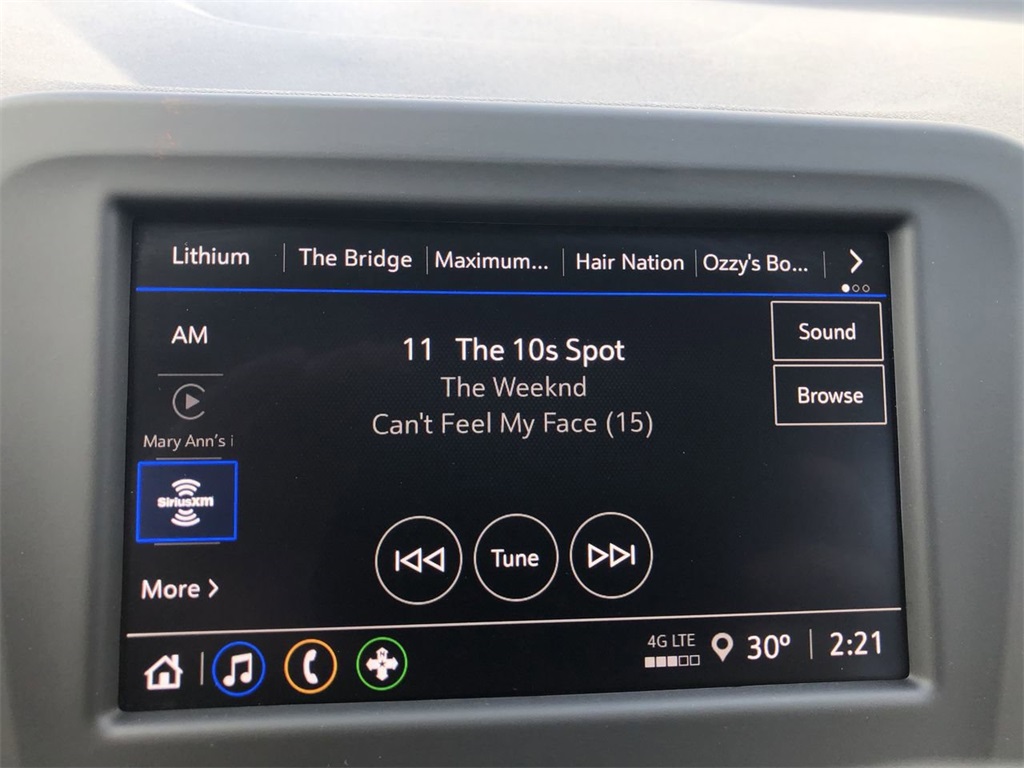 Lithium
The Bridge
Maximum...
Hair Nation
Ozzy's Bo...
AM
11 The 10s Spot
The Weeknd
Can't Feel My Face (15)
Sound
Browse
Mary Ann's i
SiriusXM
Tune
More >
N
4G LTE
30°
2:21